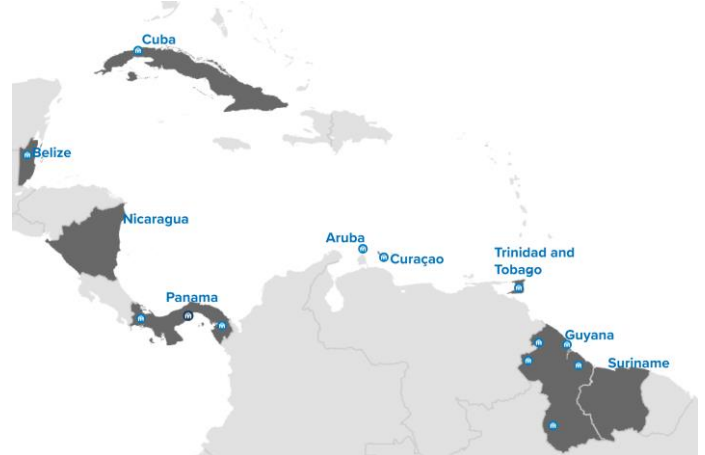 Cuba
Belize
Nicaragua
Aruba
Curaçao
Trinidad and
Tobago
Panama
Guyana
Suriname